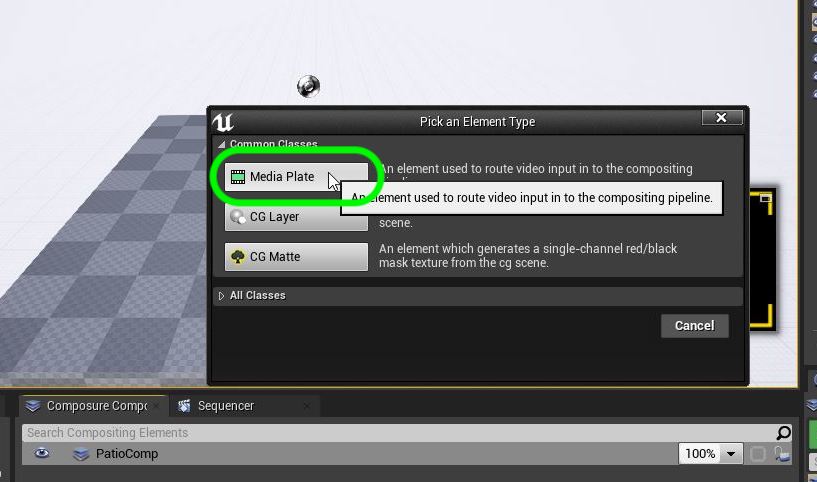 Pick an Element Type
Common Classes
Media Plate
An element used to route video input in to the compositing
An element used to route video input in to the compositing pipeline.
CG Layer
scene.
CG Matte
An element which generates a single-channel red/black
mask texture from the cg scene.
All Classes
Cancel
Composure Compo
Sequencer
Search Compositing Elements
PatioComp
100%